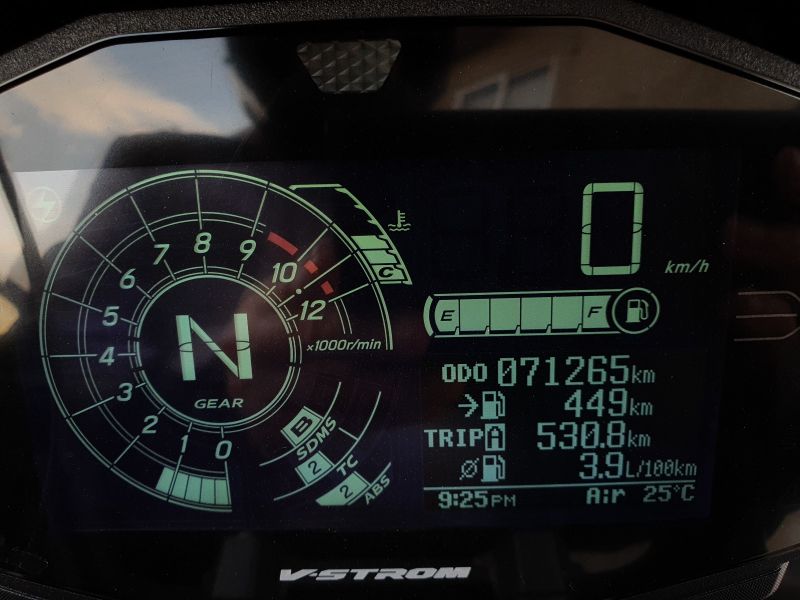 0
km/h
8
7 9
6 10
5 12
4
3
2
1
0
x1000r/min
N
GEAR
C
E F
ODO 071265km
449km
TRIP A 530.8km
3.9L/100km
9:25PM Air 25°C
B SDMS
2 TC
2 ABS
V-STROM